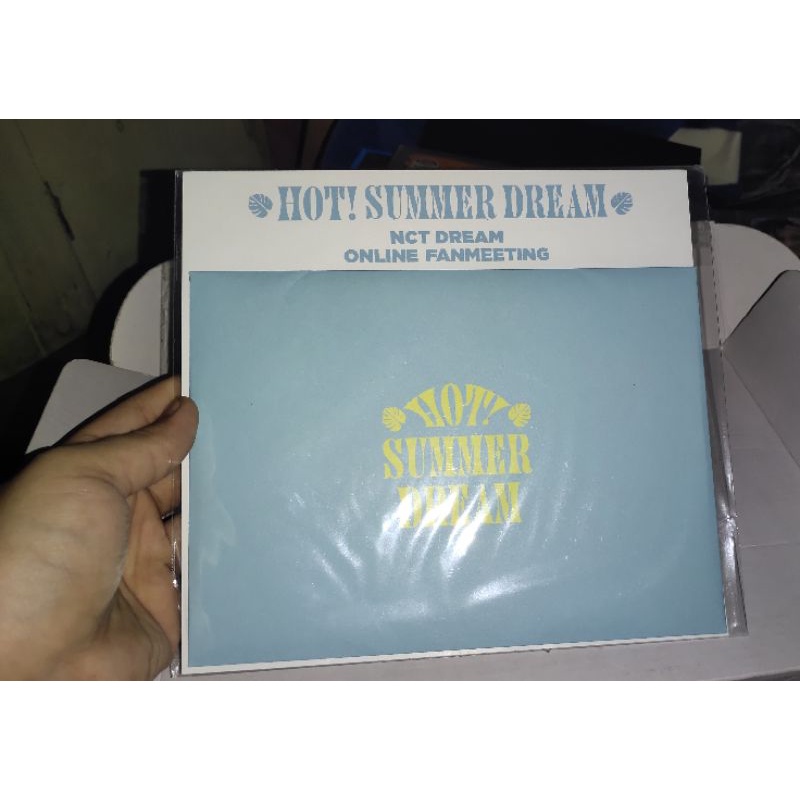 HOT! SUMMER DREAM
NCT DREAM
ONLINE FANMEETING
HOT!
SUMMER
DREAM